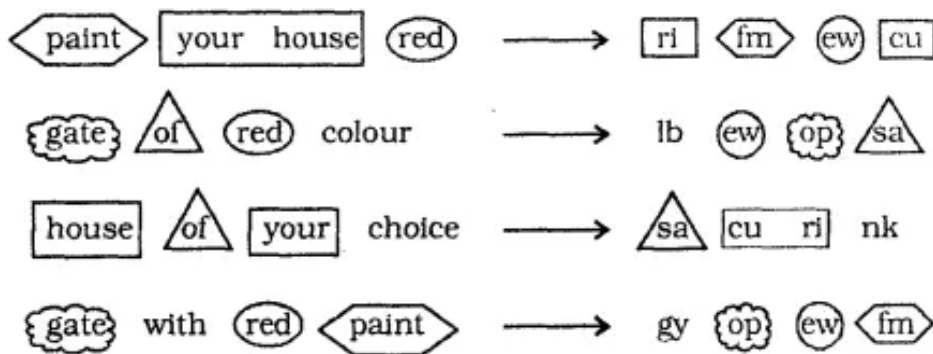 paint your house red → ri fm ew cu
gate of red colour → lb ew op sa
house of your choice → sa cu ri nk
gate with red paint → gy op ew fm